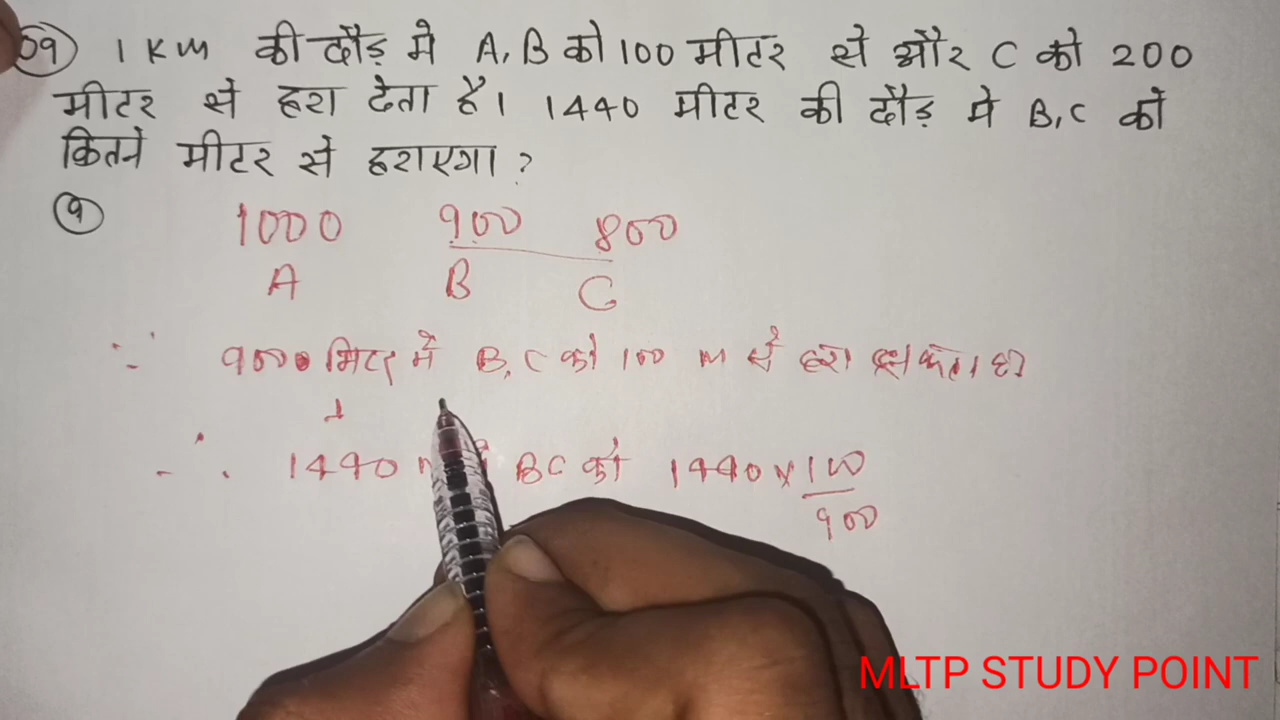 09 1 KM की दौड़ मे A, B को 100 मीटर से और C को 200
मीटर से हरा देता है। 1440 मीटर की दौड़ मे B, C को
कितने मीटर से हराएगा?
9
1000 900 800
A B C
∵ 900 मिटर में B, C को 100 M से हरा
1
∴ 1440 BC को 1440 × 100
900
MLTP STUDY POINT